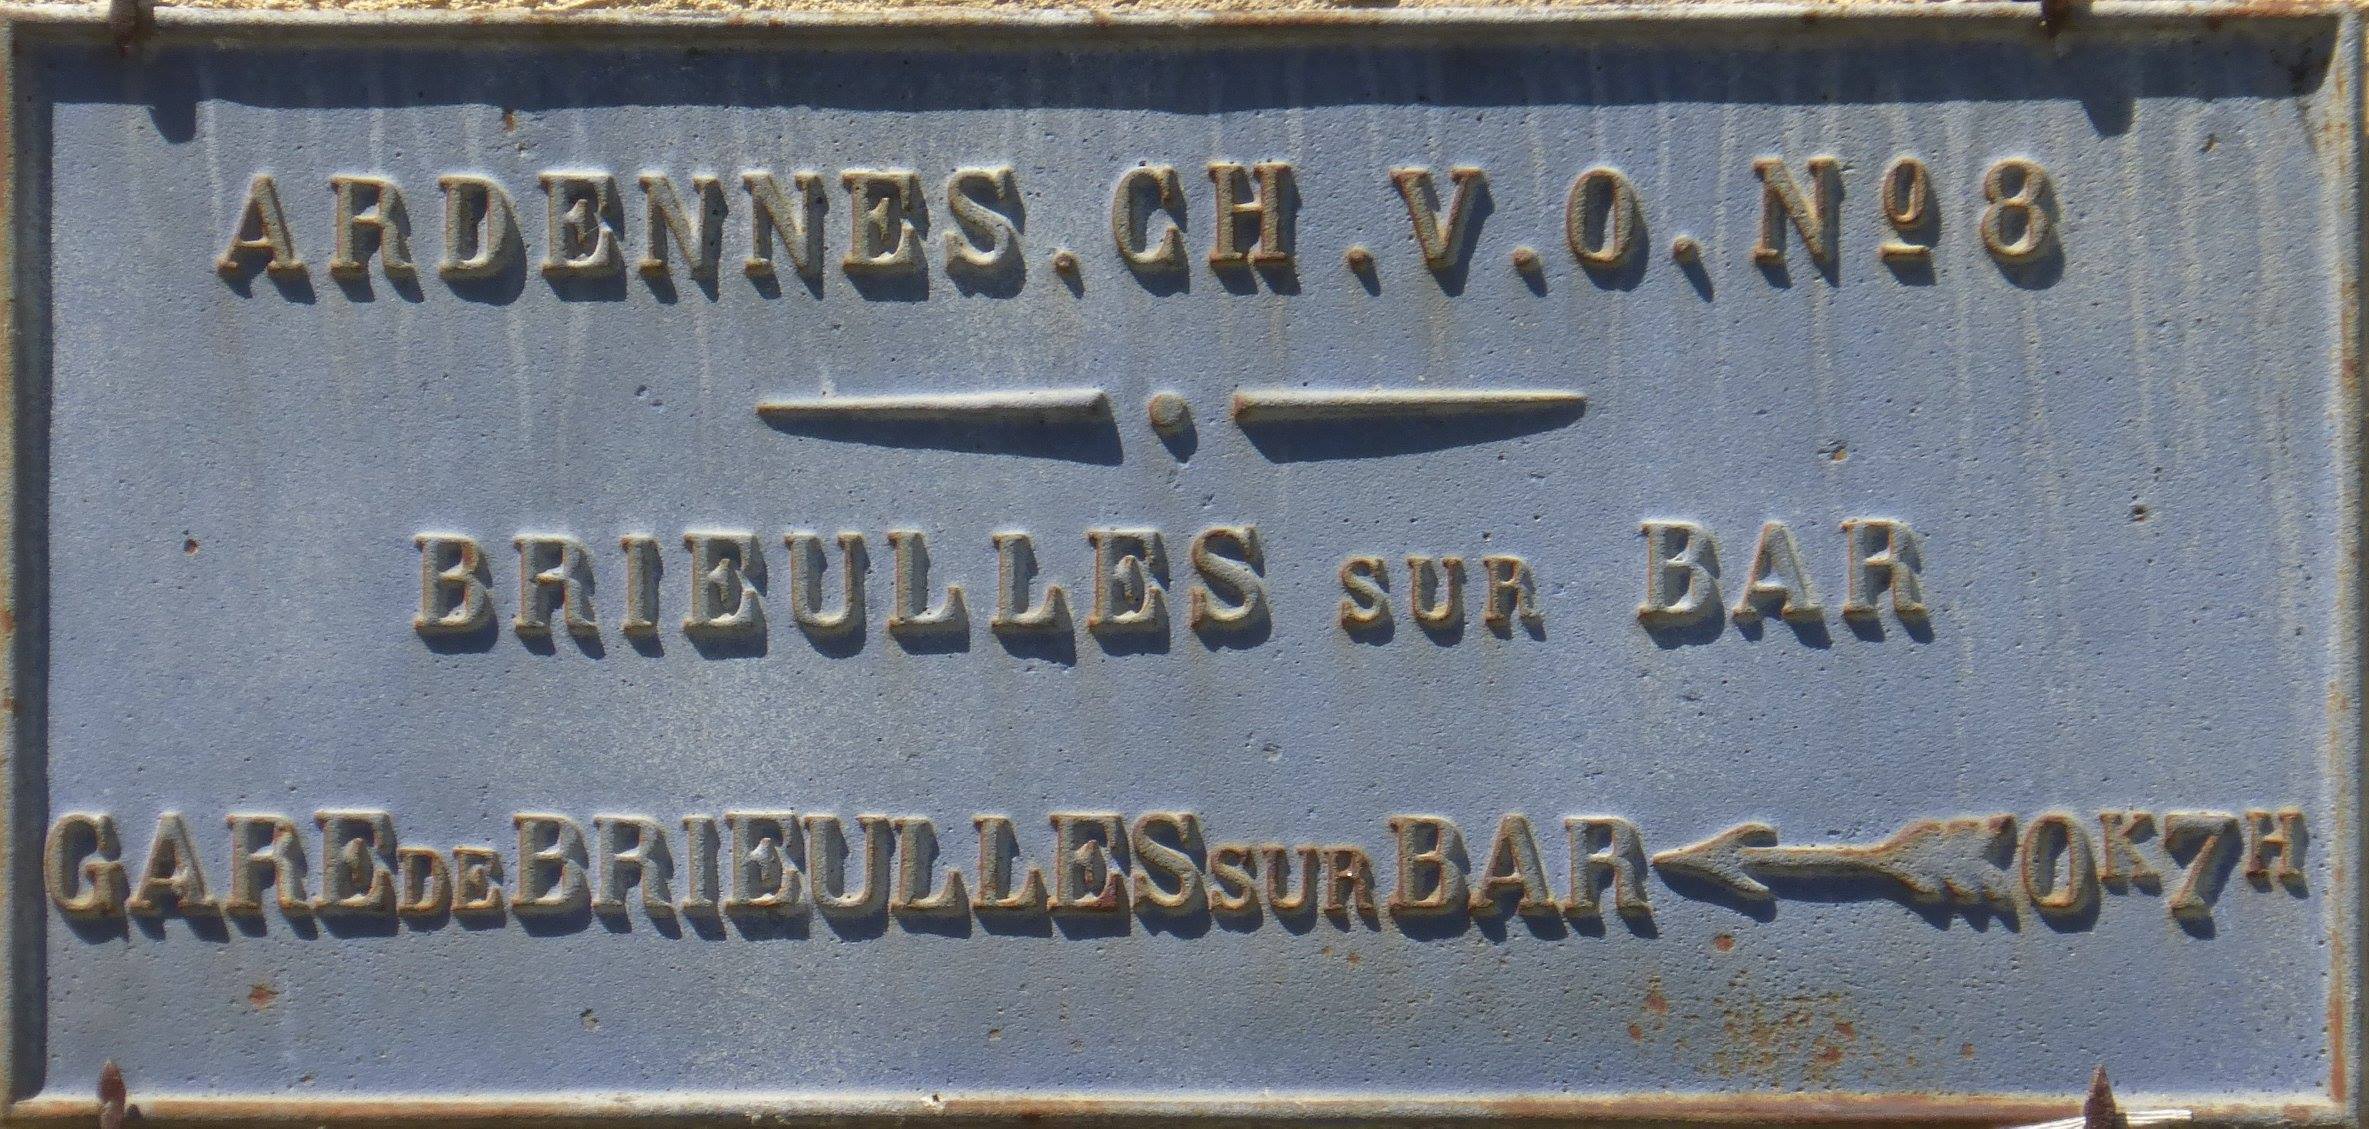 ARDENNES. CH. V. O. Nº 8
BRIEULLES SUR BAR
GARE DE BRIEULLES SUR BAR 0K7H